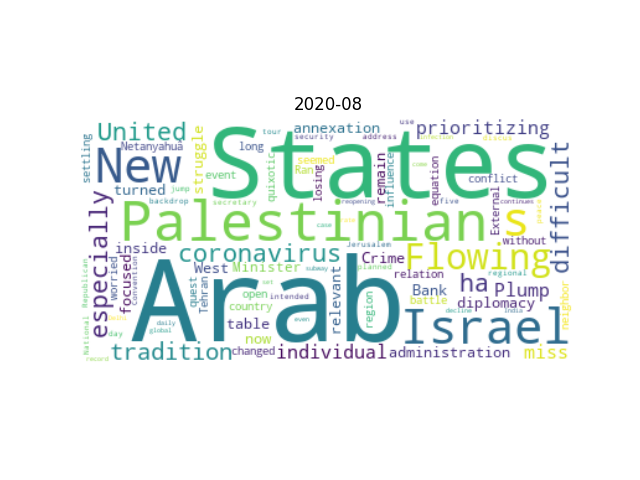 2020-08
settling
United
struggle
Netanyahua
long
tour
security
annexation
address
use
prioritizing
infection
discus
New
States
event
quixotic
Ran
seemed
losing
remain
influence
equation
come
conflict
difficult
turned
jump
backdrop
secretary
reopening
five
External
continues
peace
especially
Palestinian
s
case
without
inside
coronavirus
Jerusalem
Crime
Flowing
worried
focused
convention
West
Minister
subway
planned
relation
regional
National Republican
quest
Tehran
Arab
open
set
intended
relevant
region
Bank
ha
Plump
neighbor
country
battle
diplomacy
day
daily
global
table
now
even
decline
India
Israel
record
tradition
changed
individual
administration
miss